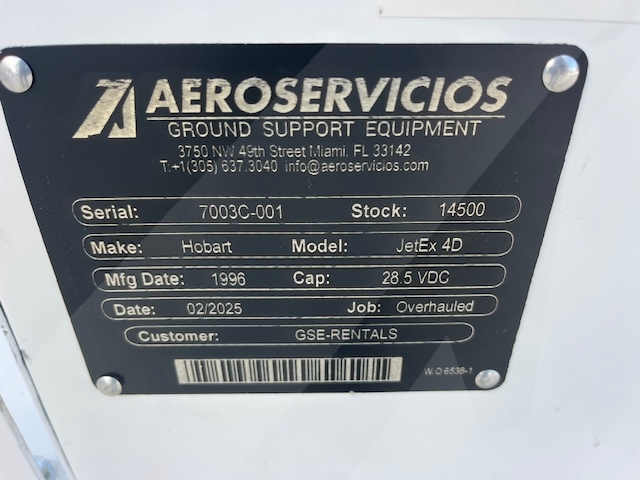 AEROSERVICIOS
GROUND SUPPORT EQUIPMENT
3750 NW 49th Street Miami, FL 33142
T:+1(305) 637.3040 info@aeroservicios.com
Serial: 7003C-001 Stock: 14500
Make: Hobart Model: JetEx 4D
Mfg Date: 1996 Cap: 28.5 VDC
Date: 02/2025 Job: Overhauled
Customer: GSE-RENTALS
W.O 6538-1